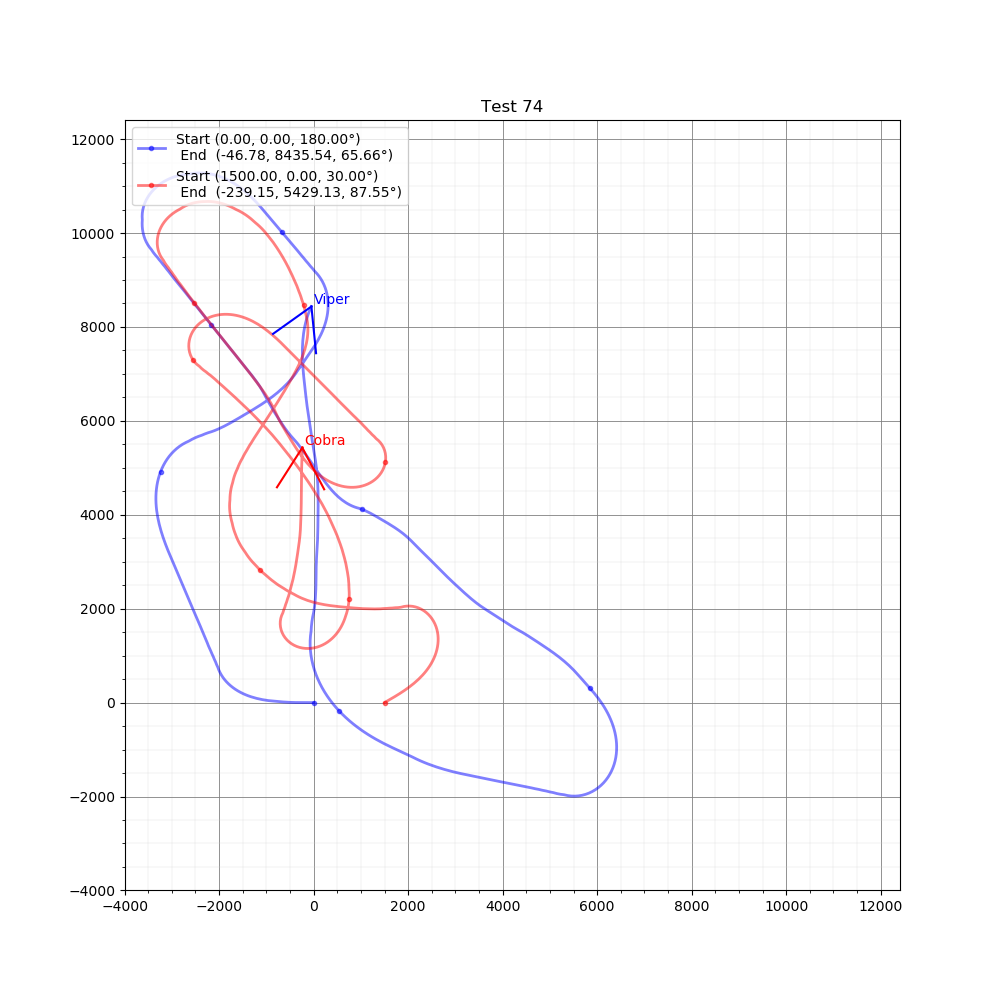 Test 74
Start (0.00, 0.00, 180.00°)
End (-46.78, 8435.54, 65.66°)
Start (1500.00, 0.00, 30.00°)
End (-239.15, 5429.13, 87.55°)
12000
10000
8000
6000
4000
2000
0
−2000
−4000
Viper
Cobra
−4000 −2000 0 2000 4000 6000 8000 10000 12000